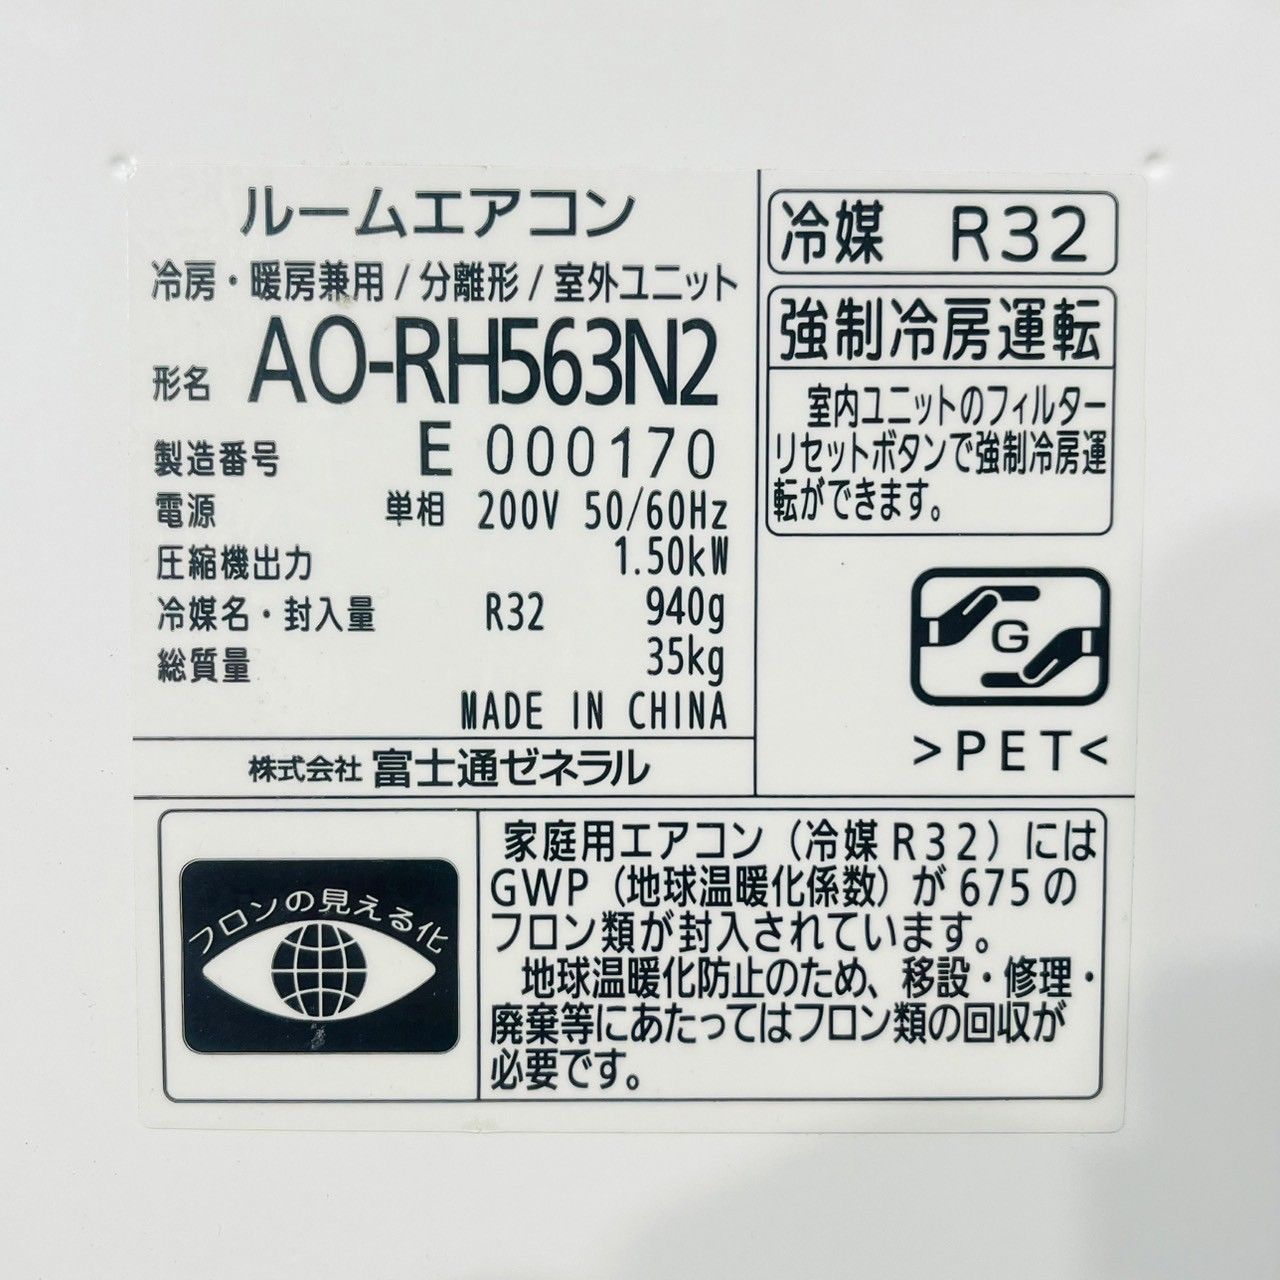 ルームエアコン
冷房・暖房兼用/分離形/室外ユニット
形名 AO-RH563N2
製造番号 E 000170
電源 単相 200V 50/60Hz
圧縮機出力 1.50kW
冷媒名・封入量 R32 940g
総質量 35kg
MADE IN CHINA
株式会社 富士通ゼネラル
冷媒 R32
強制冷房運転
室内ユニットのフィルター
リセットボタンで強制冷房運
転ができます。
G
>PET<
フロンの見える化
家庭用エアコン（冷媒R32）には
GWP（地球温暖化係数）が675の
フロン類が封入されています。
地球温暖化防止のため、移設・修理・
廃棄等にあたってはフロン類の回収が
必要です。